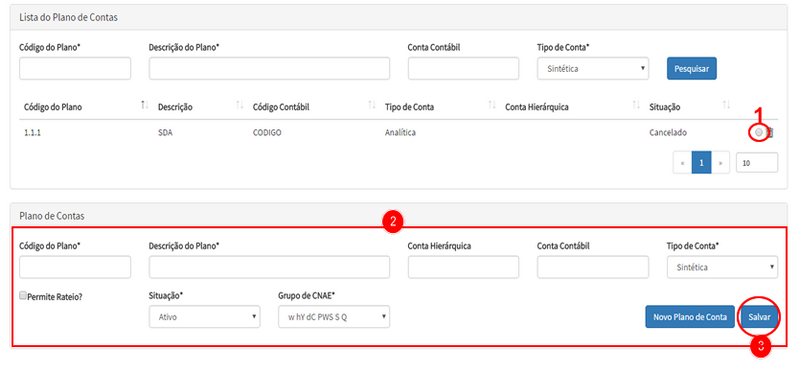 Lista do Plano de Contas
Código do Plano* Descrição do Plano* Conta Contábil Tipo de Conta*
Sintética Pesquisar
Código do Plano Descrição Código Contábil Tipo de Conta Conta Hierárquica Situação
1
1.1.1 SDA CODIGO Analítica Cancelado
« 1 » 10
Plano de Contas
2
Código do Plano* Descrição do Plano* Conta Hierárquica Conta Contábil Tipo de Conta*
Sintética
Permite Rateio? Situação* Grupo de CNAE*
Ativo w hY dC PWS S Q Novo Plano de Conta Salvar
3